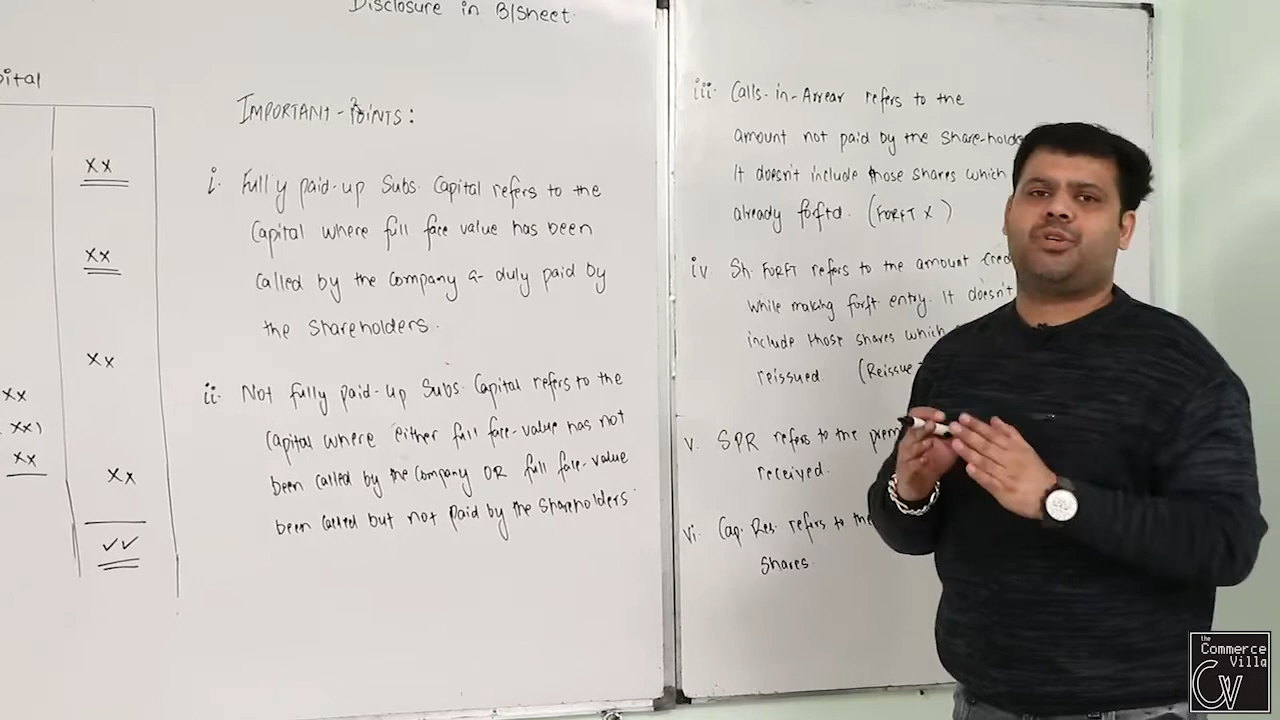 Disclosure in B/Sheet.
pital
XX
XX
XX
XX
XX)
XX
XX
✓✓
IMPORTANT-POINTS:
i. Fully paid-up Subs. Capital refers to the
Capital where full face value has been
called by the company & duly paid by
the shareholders.
ii. Not fully paid-up Subs. Capital refers to the
Capital where either full face-value has not
been called by the company OR full face-value
been called but not paid by the shareholders.
iii. Calls-in-Arrear refers to the
amount not paid by the share-holde
It doesn't include those shares which
already forftd. (FORFT X)
iv. Sh. FORFT refers to the amount cred
while making forft entry. It doesn't
include those shares which
reissued. (Reissue
v. SPR refers to the prem
received.
vi. Cap. Res. refers to the
shares.
the
Commerce
Villa
CV